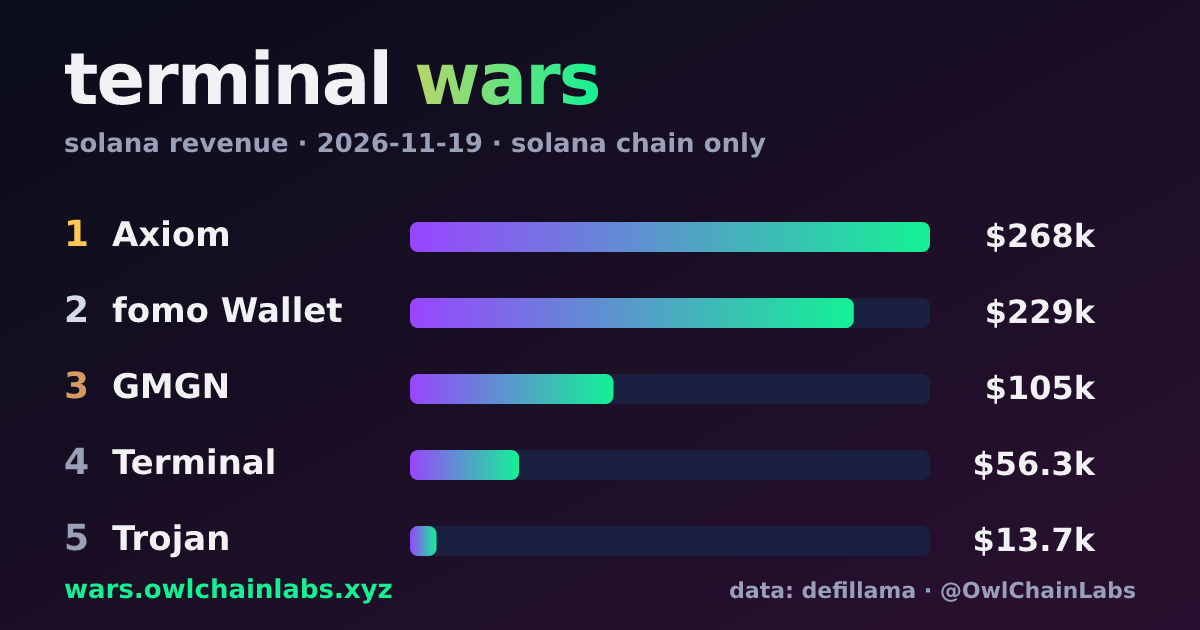 terminal wars
solana revenue · 2026-11-19 · solana chain only
1 Axiom $268k
2 fomo Wallet $229k
3 GMGN $105k
4 Terminal $56.3k
5 Trojan $13.7k
wars.owlchainlabs.xyz data: defillama · @OwlChainLabs